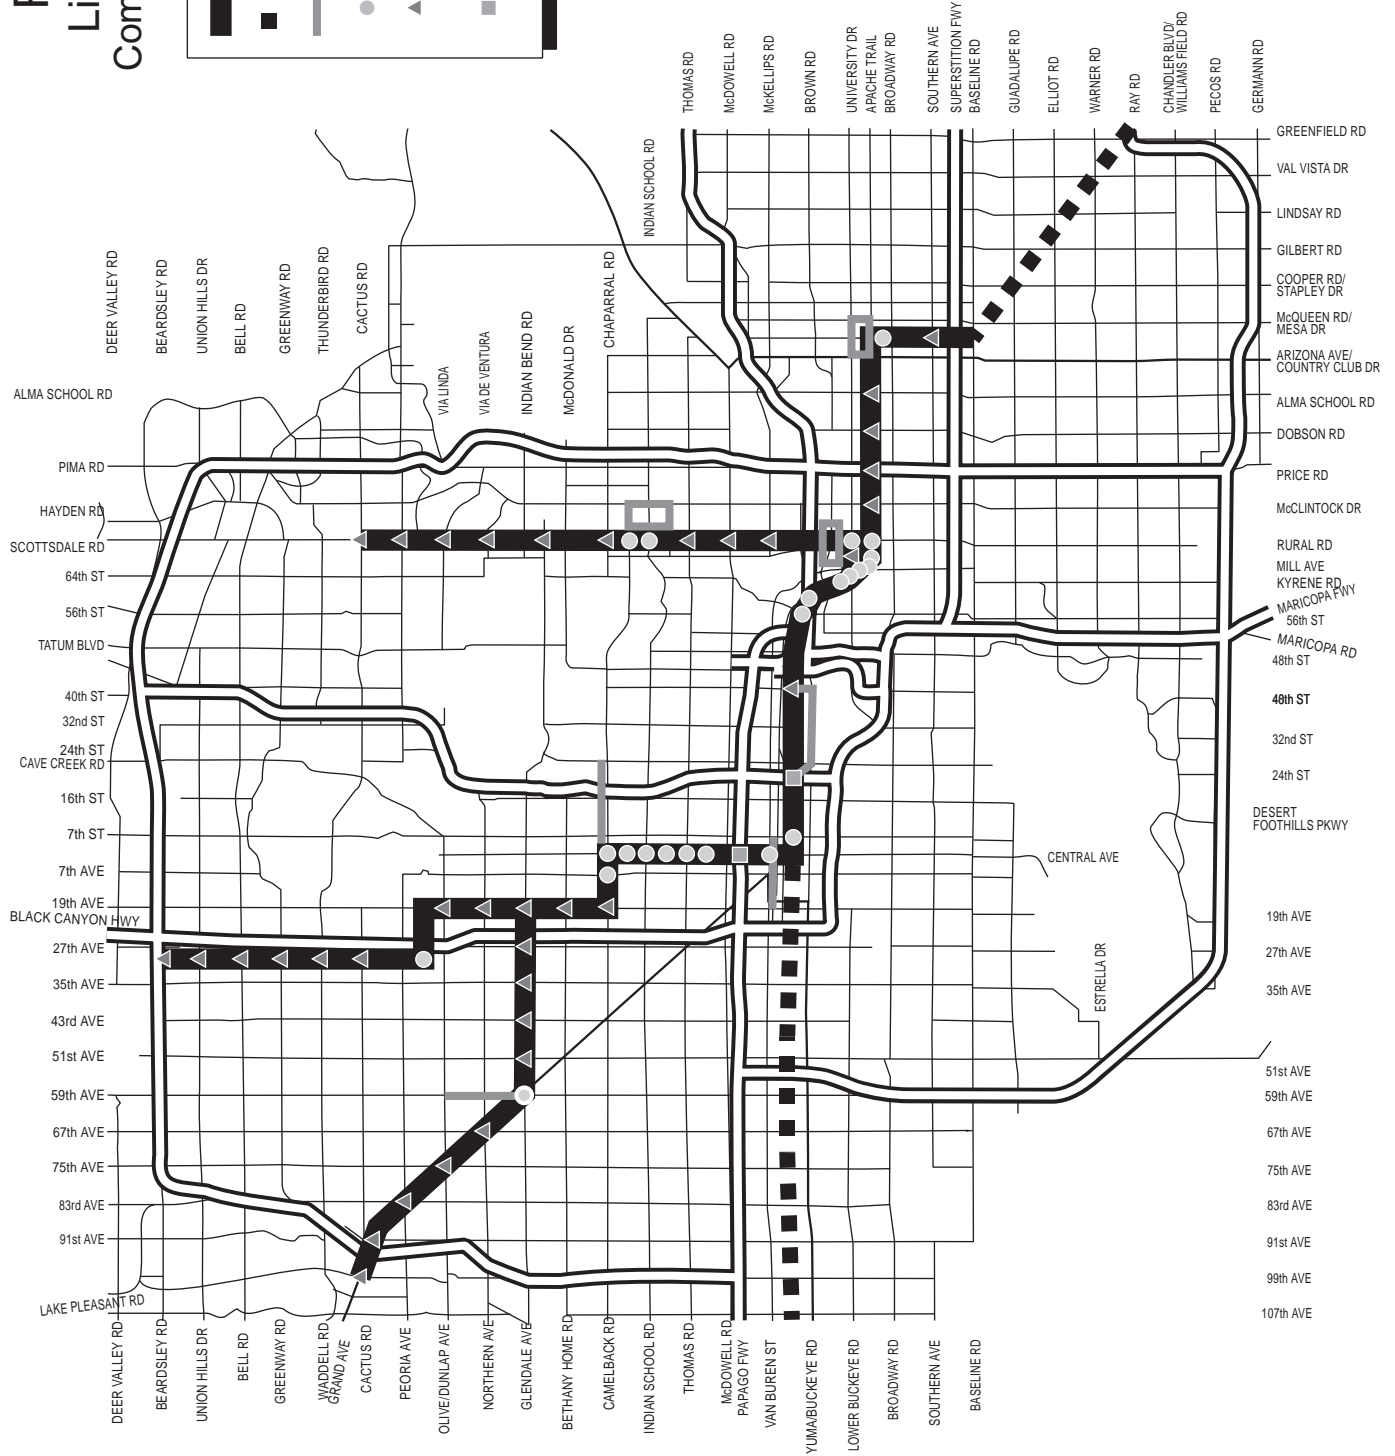 Li
Com
THOMAS RD
McDOWELL RD
McKELLIPS RD
BROWN RD
UNIVERSITY DR
APACHE TRAIL
BROADWAY RD
SOUTHERN AVE
SUPERSTITION FWY
BASELINE RD
GUADALUPE RD
ELLIOT RD
WARNER RD
RAY RD
CHANDLER BLVD/
WILLIAMS FIELD RD
PECOS RD
GERMANN RD
INDIAN SCHOOL RD
DEER VALLEY RD
BEARDSLEY RD
UNION HILLS DR
BELL RD
GREENWAY RD
THUNDERBIRD RD
CACTUS RD
VIA LINDA
VIA DE VENTURA
INDIAN BEND RD
McDONALD DR
CHAPARRAL RD
ALMA SCHOOL RD
PIMA RD
HAYDEN RD
SCOTTSDALE RD
64th ST
56th ST
TATUM BLVD
40th ST
32nd ST
24th ST
CAVE CREEK RD
16th ST
7th ST
7th AVE
19th AVE
BLACK CANYON HWY
27th AVE
35th AVE
43rd AVE
51st AVE
59th AVE
67th AVE
75th AVE
83rd AVE
91st AVE
LAKE PLEASANT RD
GREENFIELD RD
VAL VISTA DR
LINDSAY RD
GILBERT RD
COOPER RD/
STAPLEY DR
McQUEEN RD/
MESA DR
ARIZONA AVE/
COUNTRY CLUB DR
ALMA SCHOOL RD
DOBSON RD
PRICE RD
McCLINTOCK DR
RURAL RD
MILL AVE
KYRENE RD
MARICOPA FWY
56th ST
MARICOPA RD
48th ST
48th ST
32nd ST
24th ST
DESERT
FOOTHILLS PKWY
CENTRAL AVE
19th AVE
27th AVE
ESTRELLA DR
35th AVE
51st AVE
59th AVE
67th AVE
75th AVE
83rd AVE
91st AVE
99th AVE
107th AVE
DEER VALLEY RD
BEARDSLEY RD
UNION HILLS DR
BELL RD
GREENWAY RD
WADDELL RD
GRAND AVE
CACTUS RD
PEORIA AVE
OLIVE/DUNLAP AVE
NORTHERN AVE
GLENDALE AVE
BETHANY HOME RD
CAMELBACK RD
INDIAN SCHOOL RD
THOMAS RD
McDOWELL RD
PAPAGO FWY
VAN BUREN ST
YUMA/BUCKEYE RD
LOWER BUCKEYE RD
BROADWAY RD
SOUTHERN AVE
BASELINE RD